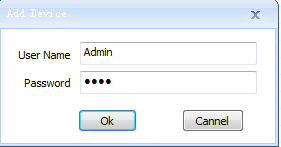 Add Device
User Name Admin
Password ●●●●
Ok Cannel